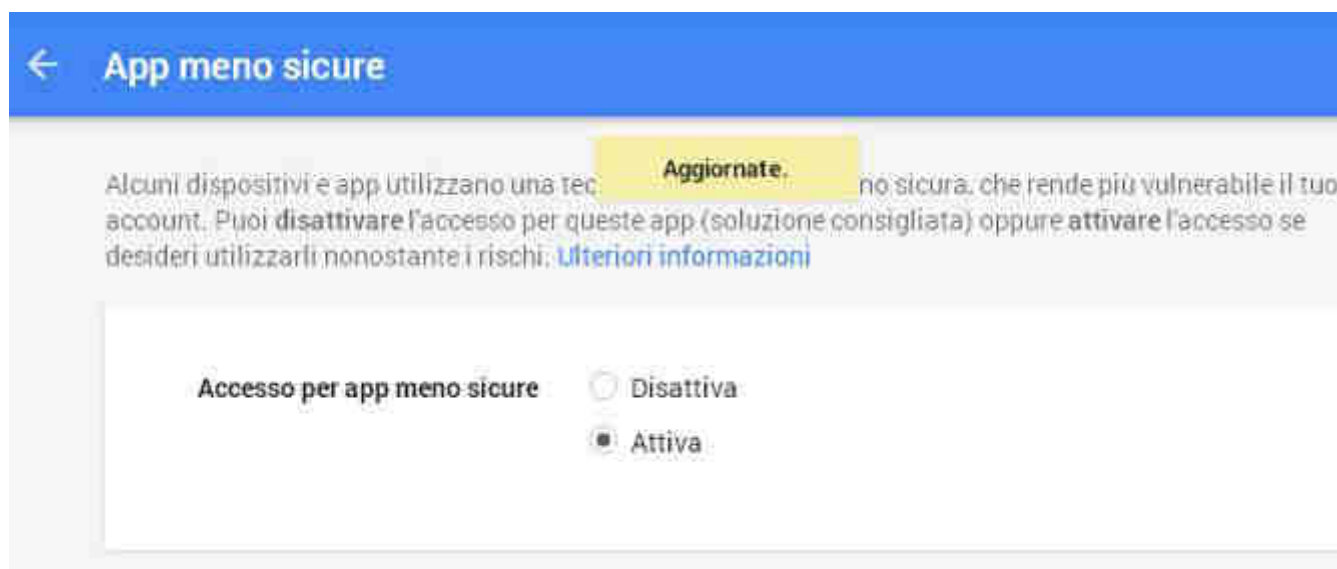 App meno sicure
Aggiornate.
Alcuni dispositivi e app utilizzano una tec no sicura, che rende più vulnerabile il tuo
account. Puoi disattivare l'accesso per queste app (soluzione consigliata) oppure attivare l'accesso se
desideri utilizzarli nonostante i rischi. Ulteriori informazioni
Accesso per app meno sicure
Disattiva
Attiva